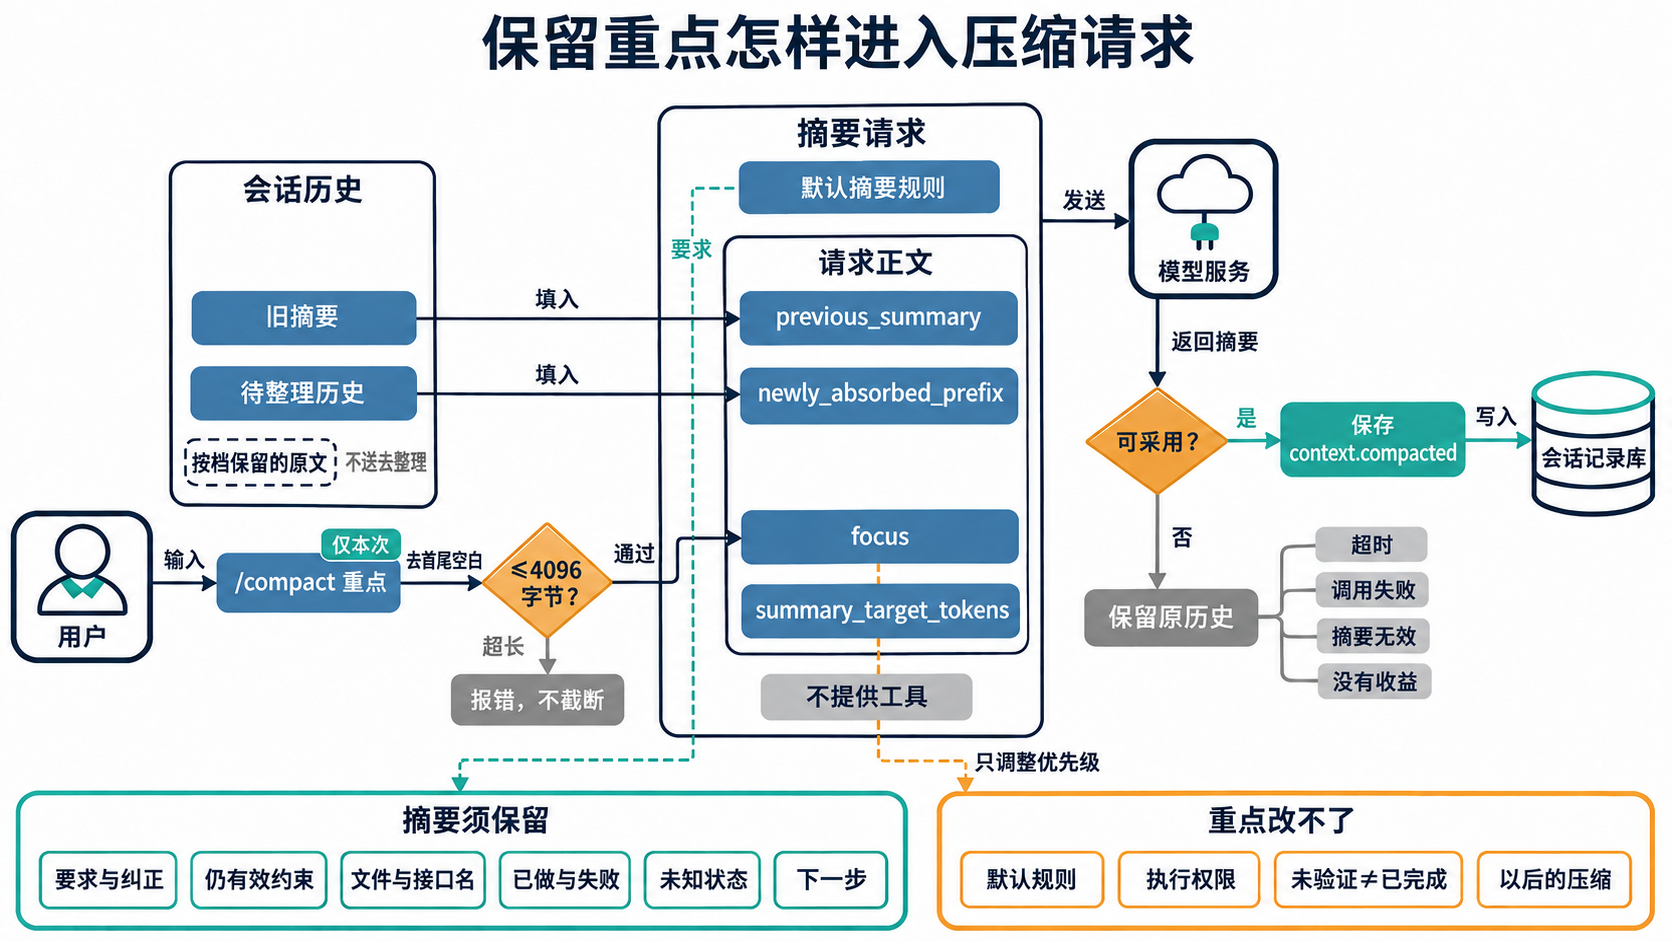 保留重点怎样进入压缩请求
会话历史
旧摘要
待整理历史
按档保留的原文
不送去整理
填入
填入
用户
输入
仅本次
/compact 重点
去首尾空白
≤4096
字节？
通过
超长
报错，不截断
摘要请求
默认摘要规则
要求
请求正文
previous_summary
newly_absorbed_prefix
focus
summary_target_tokens
不提供工具
发送
模型服务
返回摘要
可采用？
是
保存
context.compacted
写入
会话记录库
否
保留原历史
超时
调用失败
摘要无效
没有收益
只调整优先级
摘要须保留
要求与纠正
仍有效约束
文件与接口名
已做与失败
未知状态
下一步
重点改不了
默认规则
执行权限
未验证≠已完成
以后的压缩